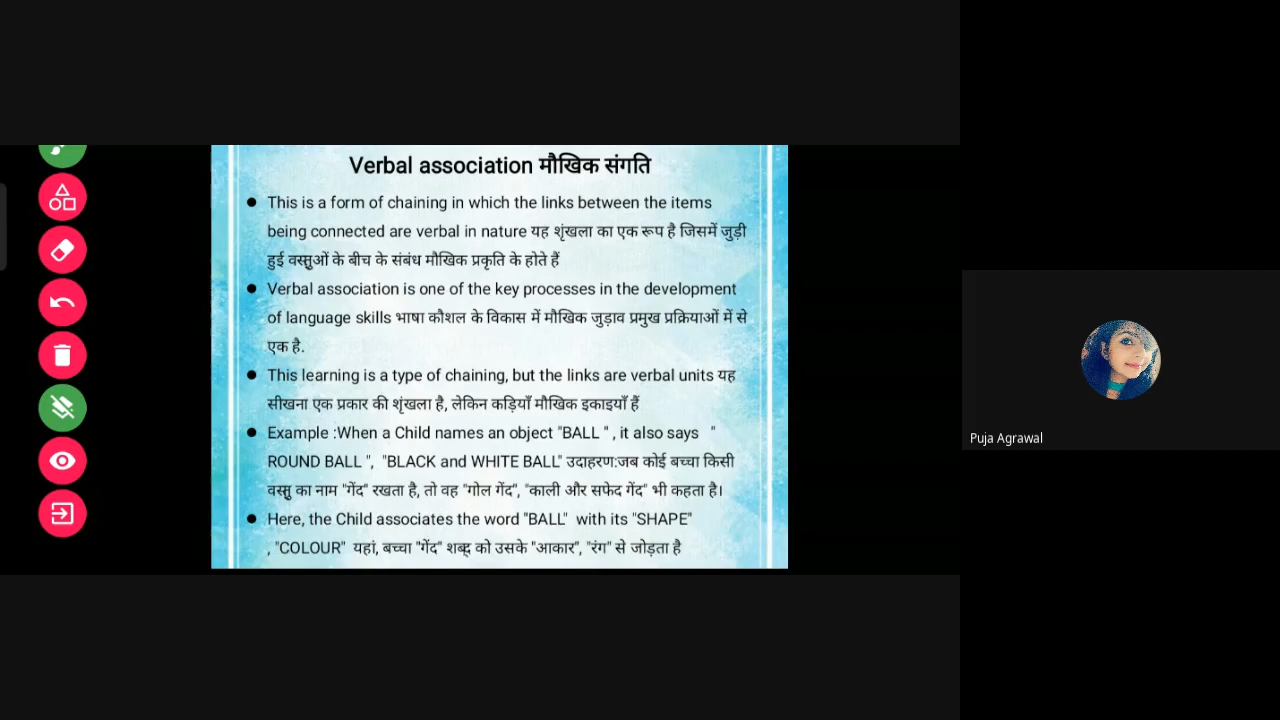 Verbal association मौखिक संगति
● This is a form of chaining in which the links between the items
being connected are verbal in nature यह शृंखला का एक रूप है जिसमें जुड़ी
हुई वस्तुओं के बीच के संबंध मौखिक प्रकृति के होते हैं
● Verbal association is one of the key processes in the development
of language skills भाषा कौशल के विकास में मौखिक जुड़ाव प्रमुख प्रक्रियाओं में से
एक है.
● This learning is a type of chaining, but the links are verbal units यह
सीखना एक प्रकार की शृंखला है, लेकिन कड़ियाँ मौखिक इकाइयाँ हैं
● Example :When a Child names an object "BALL " , it also says "
ROUND BALL ", "BLACK and WHITE BALL" उदाहरण:जब कोई बच्चा किसी
वस्तु का नाम "गेंद" रखता है, तो वह "गोल गेंद", "काली और सफेद गेंद" भी कहता है।
● Here, the Child associates the word "BALL" with its "SHAPE"
, "COLOUR" यहां, बच्चा "गेंद" शब्द को उसके "आकार", "रंग" से जोड़ता है
Puja Agrawal